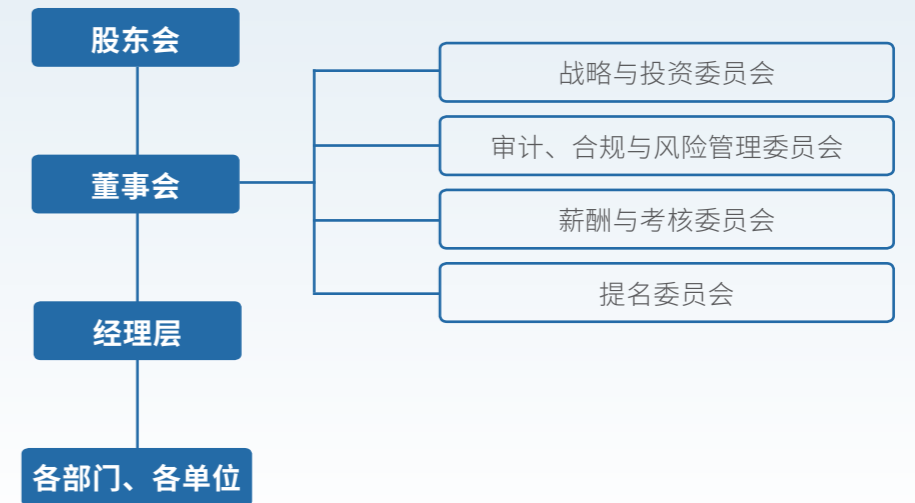 股东会
董事会
战略与投资委员会
审计、合规与风险管理委员会
薪酬与考核委员会
提名委员会
经理层
各部门、各单位